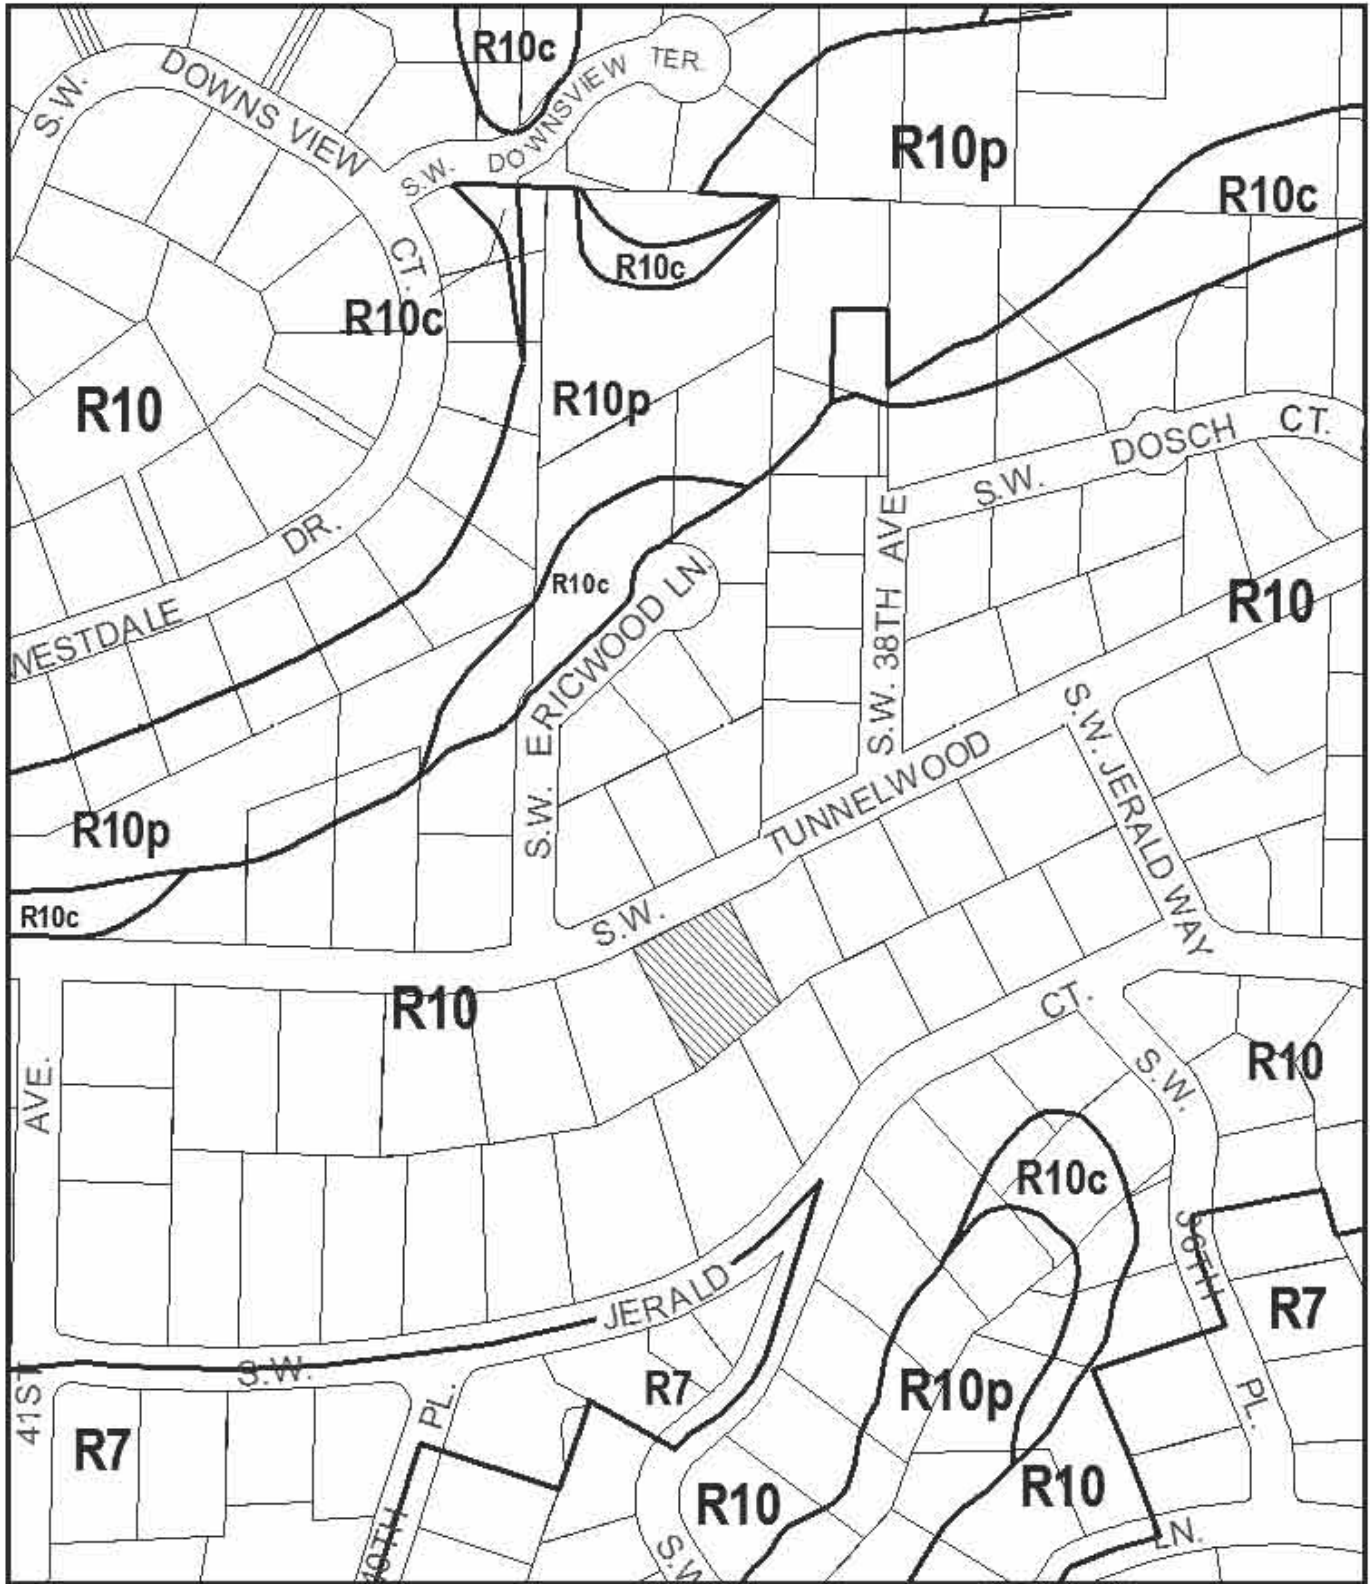 R10c
TER.
DOWNSVIEW
S.W.
S.W.
DOWNS VIEW
CT.
R10p
R10c
R10c
R10c
R10
R10p
S.W.
DOSCH
CT.
DR.
WESTDALE
R10c
S.W. ERICWOOD LN.
S.W. 38TH AVE
R10
S.W. JERALD WAY
S.W.
TUNNELWOOD
R10p
R10c
R10
CT.
S.W.
R10
AVE.
R10c
36TH
R7
JERALD
S.W.
R7
R10p
PL.
41ST
PL.
R7
R10
R10
40TH
S.W
LN.